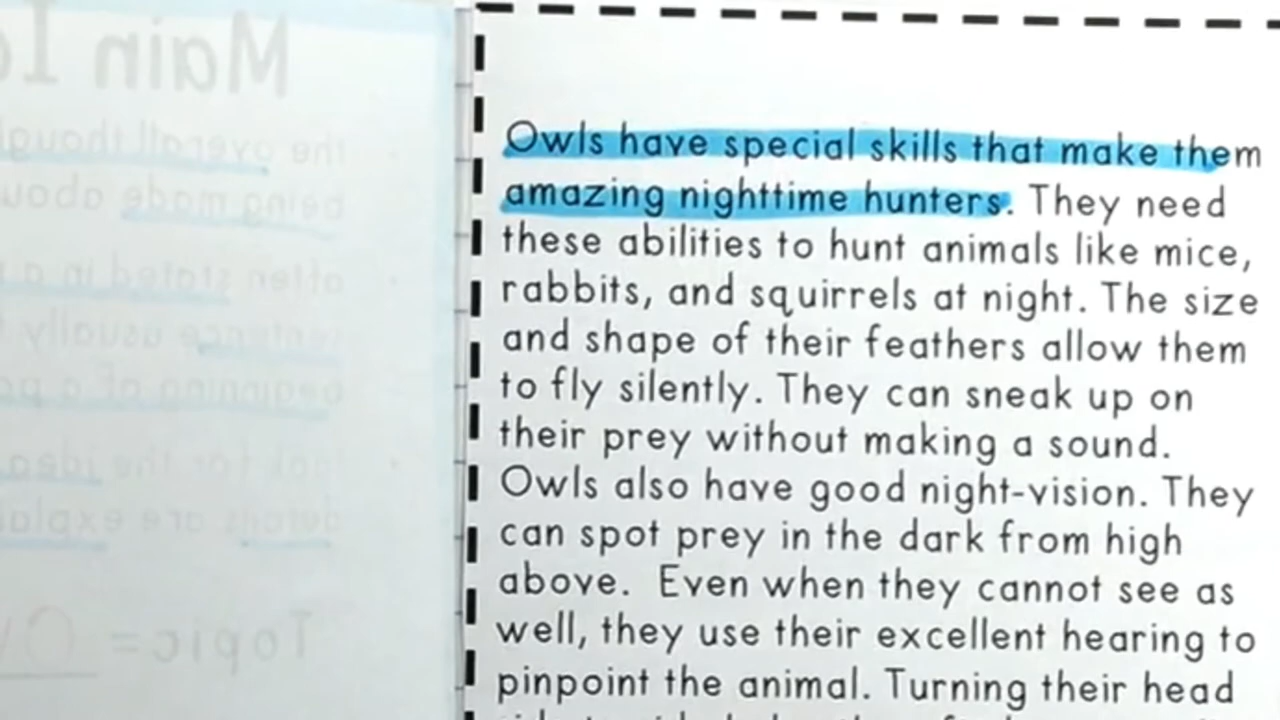 Main
the overall
being made
often stated in a
sentence usually
beginning of a
look for the idea
details are
Topic =
Owls have special skills that make them
amazing nighttime hunters. They need
these abilities to hunt animals like mice,
rabbits, and squirrels at night. The size
and shape of their feathers allow them
to fly silently. They can sneak up on
their prey without making a sound.
Owls also have good night-vision. They
can spot prey in the dark from high
above. Even when they cannot see as
well, they use their excellent hearing to
pinpoint the animal. Turning their head